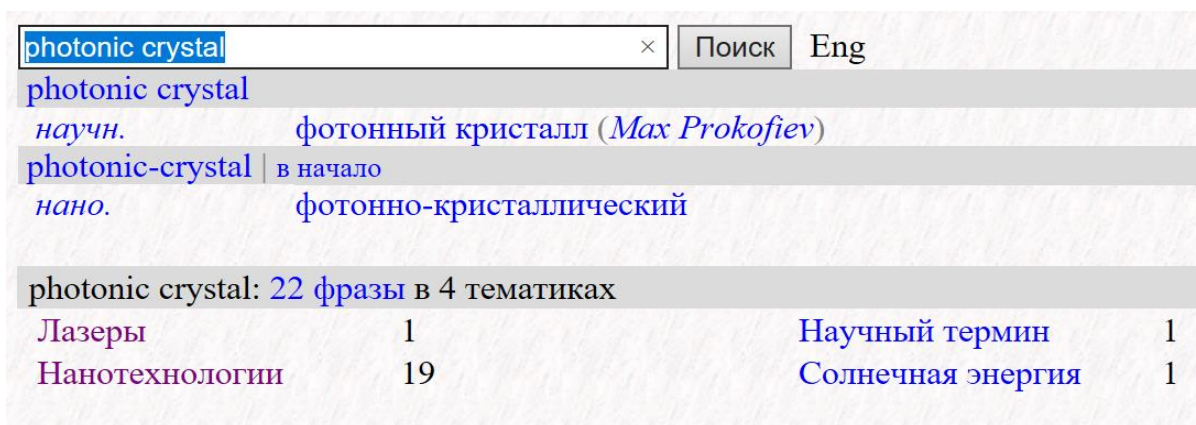 photonic crystal × Поиск Eng
photonic crystal
научн. фотонный кристалл (Max Prokofiev)
photonic-crystal | в начало
нано. фотонно-кристаллический
photonic crystal: 22 фразы в 4 тематиках
Лазеры 1 Научный термин 1
Нанотехнологии 19 Солнечная энергия 1